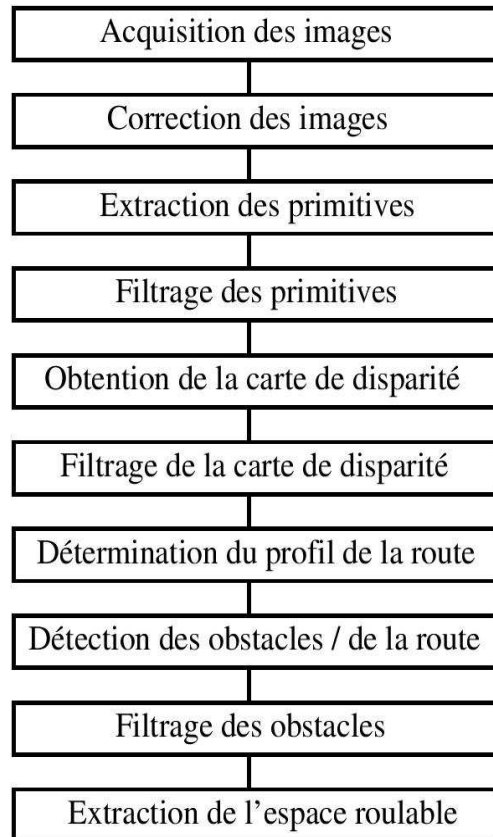 Acquisition des images
Correction des images
Extraction des primitives
Filtrage des primitives
Obtention de la carte de disparité
Filtrage de la carte de disparité
Détermination du profil de la route
Détection des obstacles / de la route
Filtrage des obstacles
Extraction de l’espace roulable